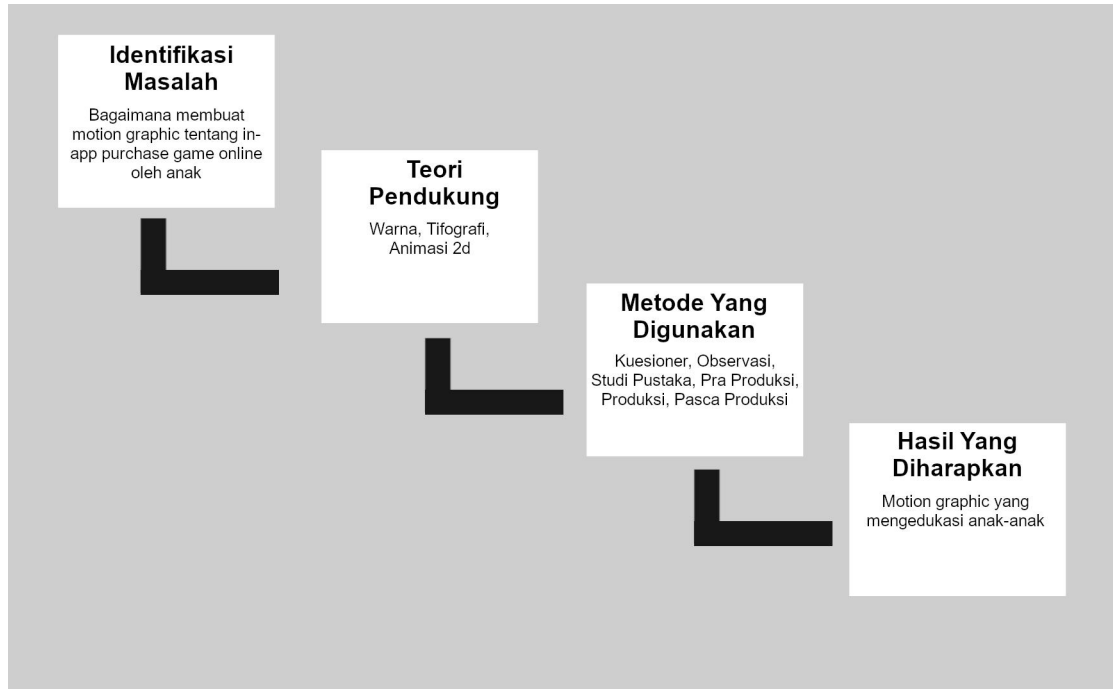 Identifikasi
Masalah
Bagaimana membuat
motion graphic tentang in-
app purchase game online
oleh anak
Teori
Pendukung
Warna, Tifografi,
Animasi 2d
Metode Yang
Digunakan
Kuesioner, Observasi,
Studi Pustaka, Pra Produksi,
Produksi, Pasca Produksi
Hasil Yang
Diharapkan
Motion graphic yang
mengedukasi anak-anak